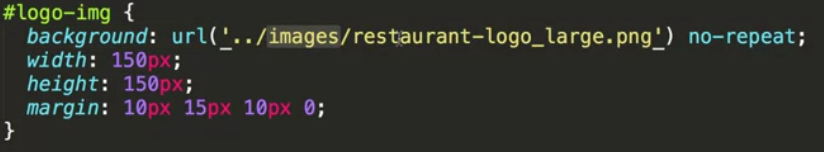 #logo-img {
background: url('../images/restaurant-logo_large.png') no-repeat;
width: 150px;
height: 150px;
margin: 10px 15px 10px 0;
}